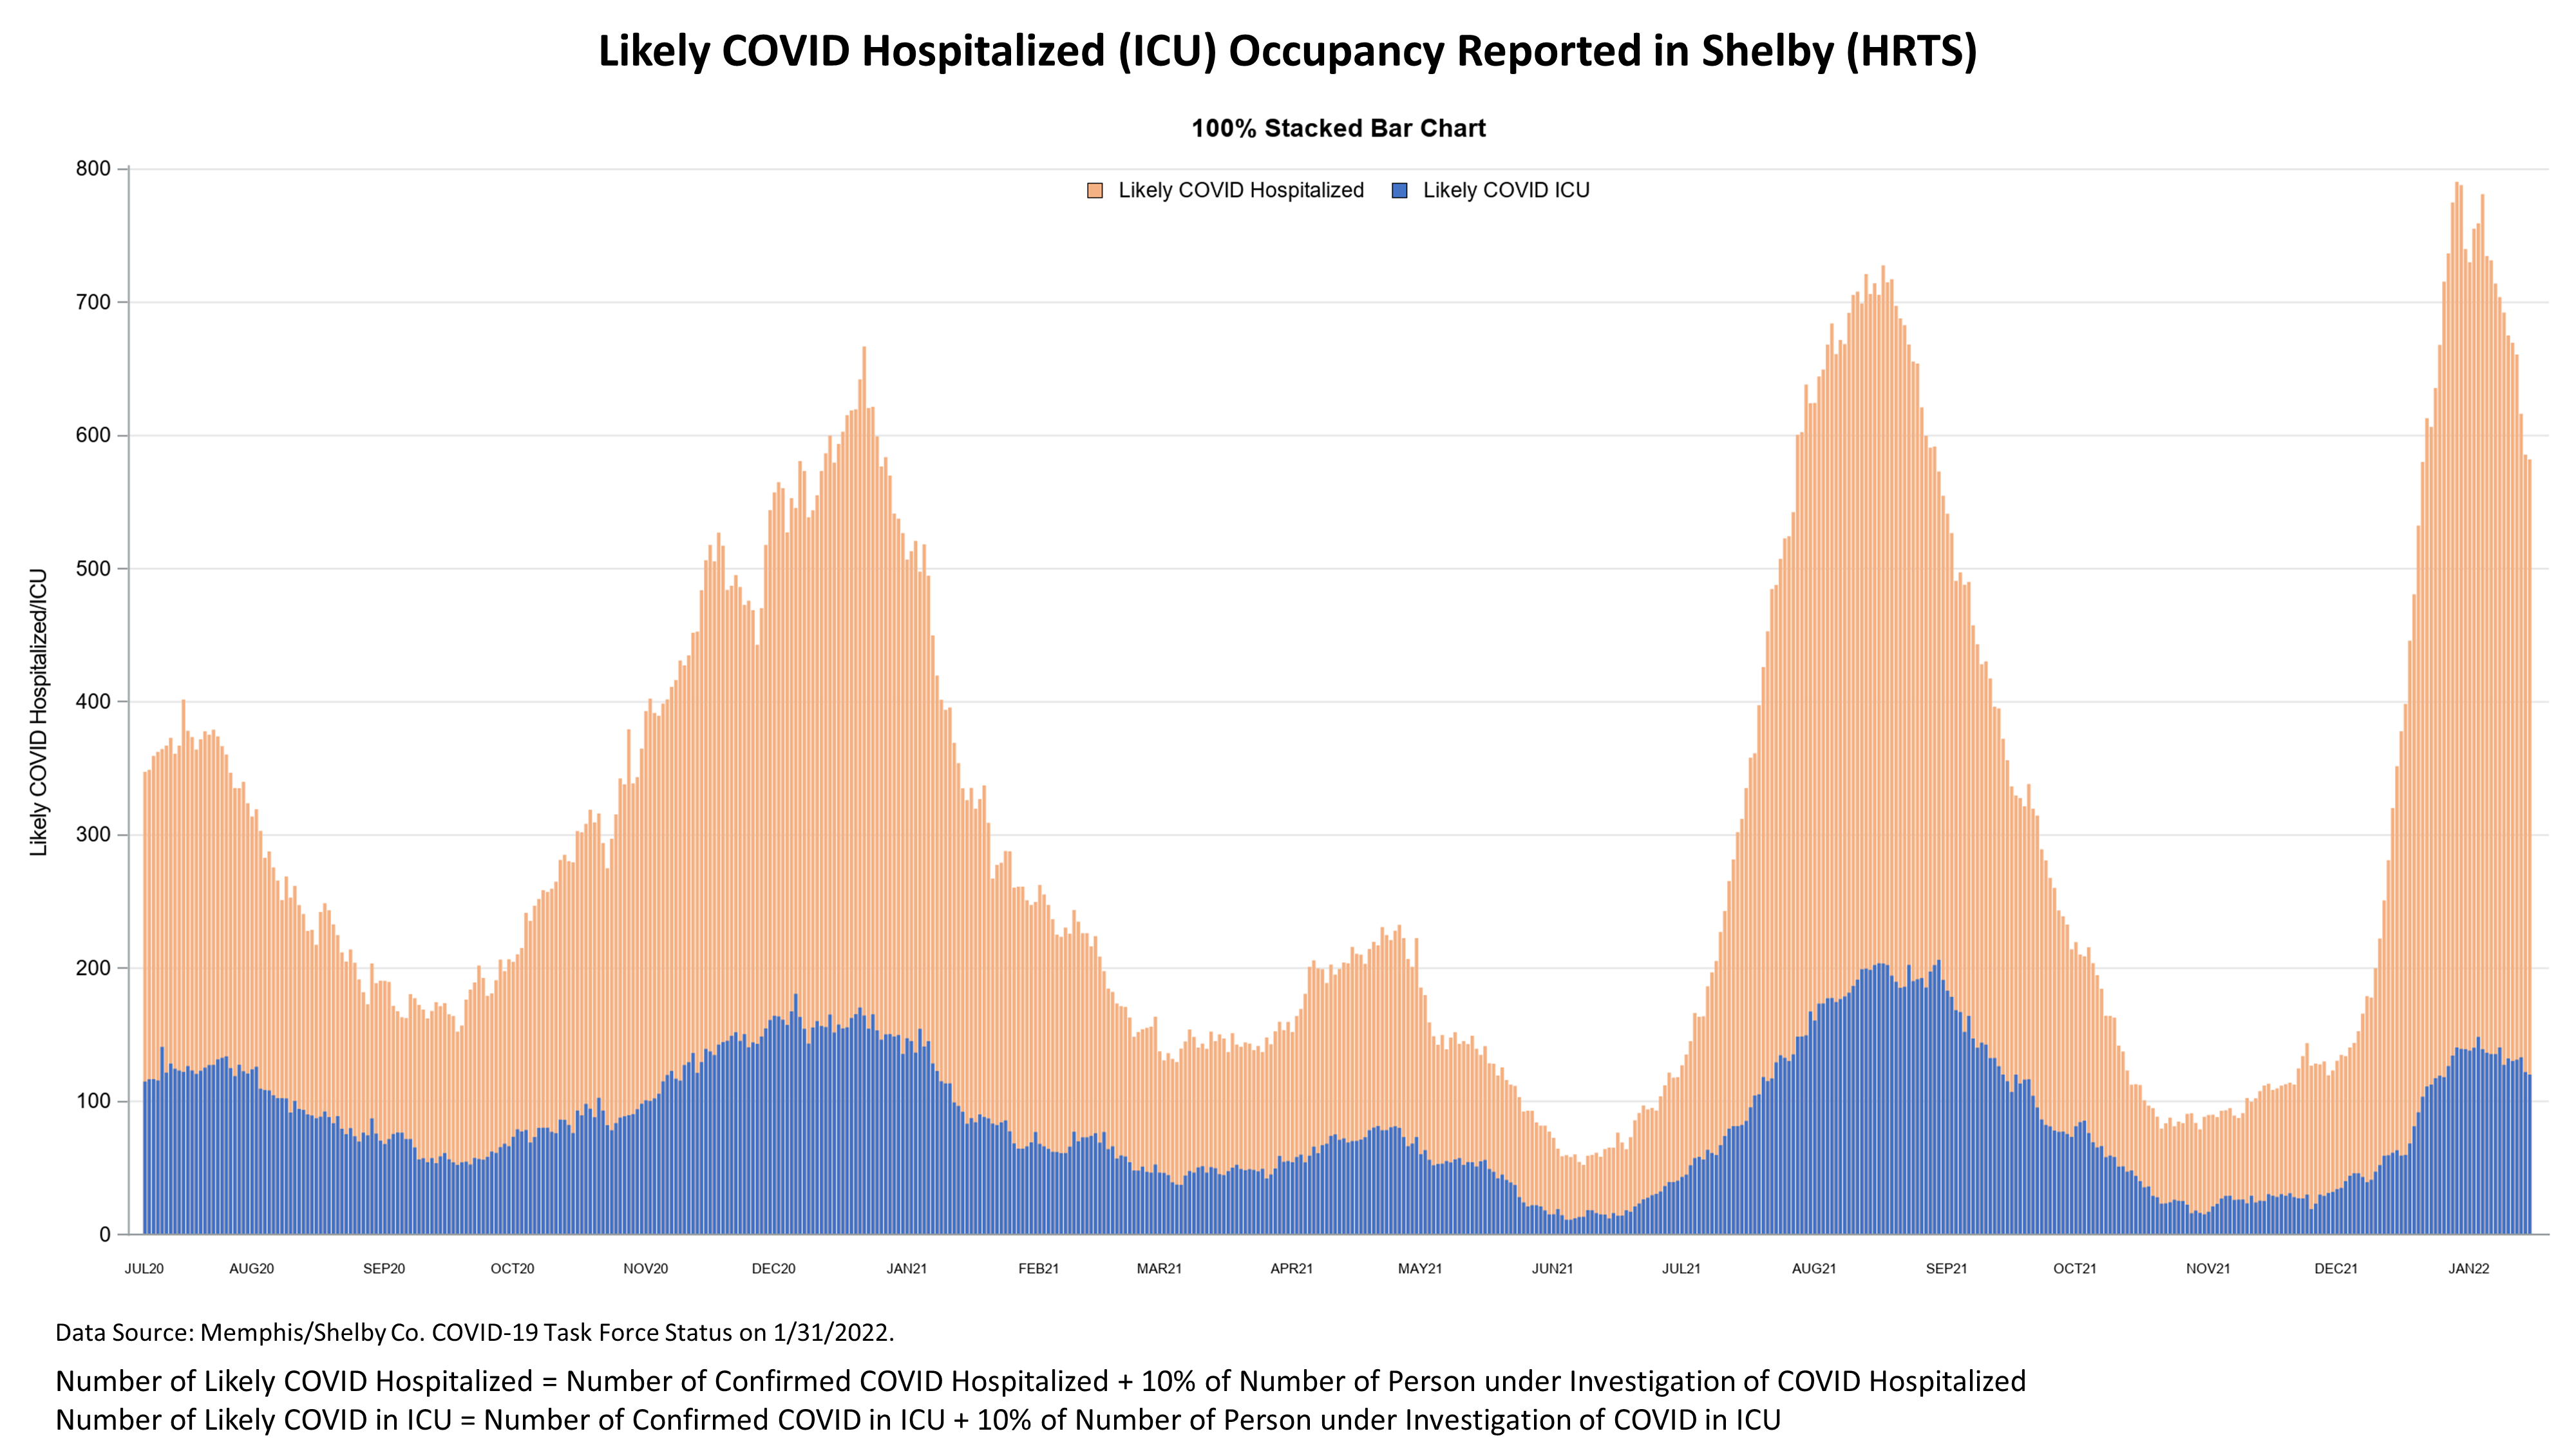 Likely COVID Hospitalized (ICU) Occupancy Reported in Shelby (HRTS)
100% Stacked Bar Chart
Likely COVID Hospitalized Likely COVID ICU
Likely COVID Hospitalized/ICU
800
700
600
500
400
300
200
100
0
JUL20 AUG20 SEP20 OCT20 NOV20 DEC20 JAN21 FEB21 MAR21 APR21 MAY21 JUN21 JUL21 AUG21 SEP21 OCT21 NOV21 DEC21 JAN22
Data Source: Memphis/Shelby Co. COVID-19 Task Force Status on 1/31/2022.
Number of Likely COVID Hospitalized = Number of Confirmed COVID Hospitalized + 10% of Number of Person under Investigation of COVID Hospitalized
Number of Likely COVID in ICU = Number of Confirmed COVID in ICU + 10% of Number of Person under Investigation of COVID in ICU